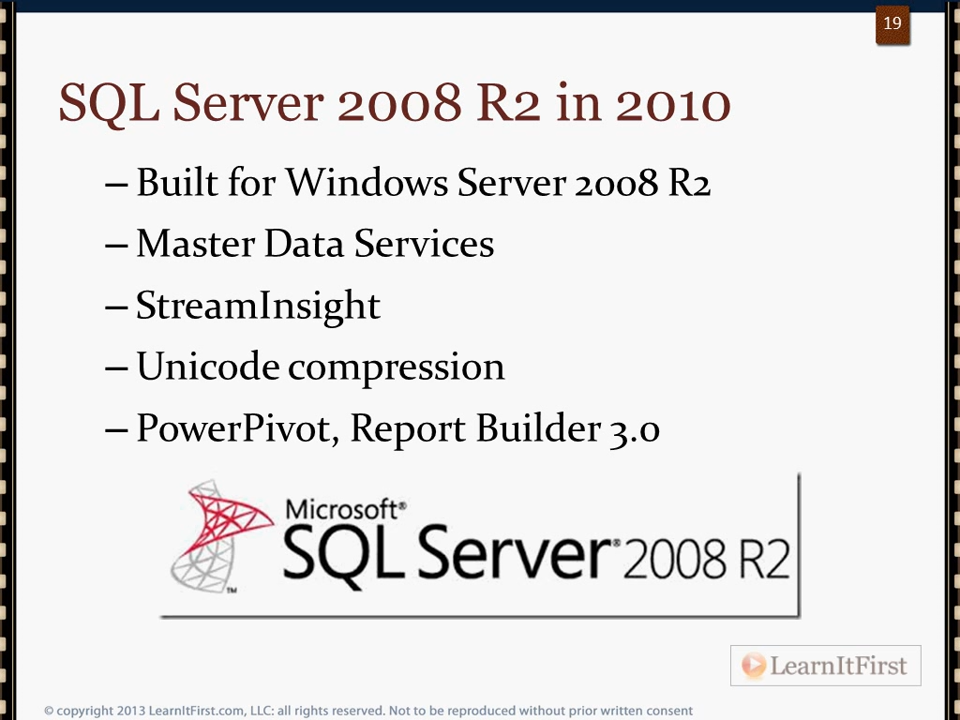 19
SQL Server 2008 R2 in 2010
– Built for Windows Server 2008 R2
– Master Data Services
– StreamInsight
– Unicode compression
– PowerPivot, Report Builder 3.0
Microsoft®
SQL Server® 2008 R2
™
LearnItFirst
© copyright 2013 LearnItFirst.com, LLC: all rights reserved. Not to be reproduced without prior written consent